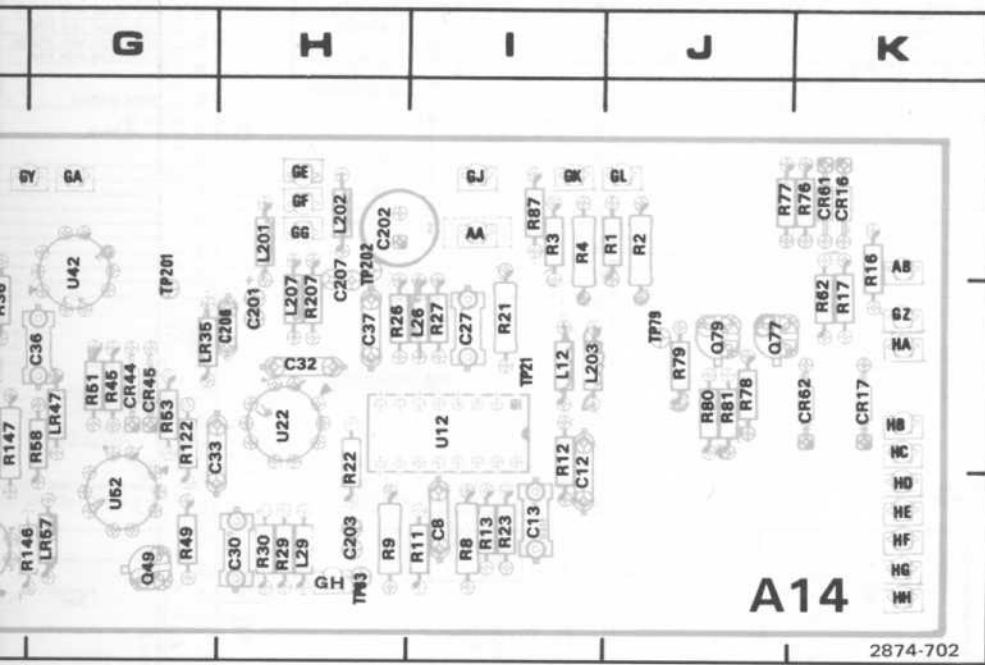 G H I J K
GY GA GE GJ GK GL
GF
GG AA
R77 R76 CR61 CR16
L202 C202 R87
L201 R3 R4 R1 R2
U42 TP201 TP202
R16 AB
C207
C201 L207 R207
R62 R17
C36 LR35 C206 C37 R26 L26 R27 C27 R21
GZ
TP79 Q79 Q77
HA
C32 TP21 L12 L203 R79
R51 R45 CR44 CR45
LR47 R53
CR62 CR17
R80 R81 R78
R147 R58 R122 C33 U22 R22 U12 R12 C12
HB
HC
U52
HD
HE
R146 LR57 R49 C30 R30 R29 L29 C203 R9 R11 C8 R8 R13 R23 C13
HF
Q49 GH TP63
HG
A14 HH
2874-702